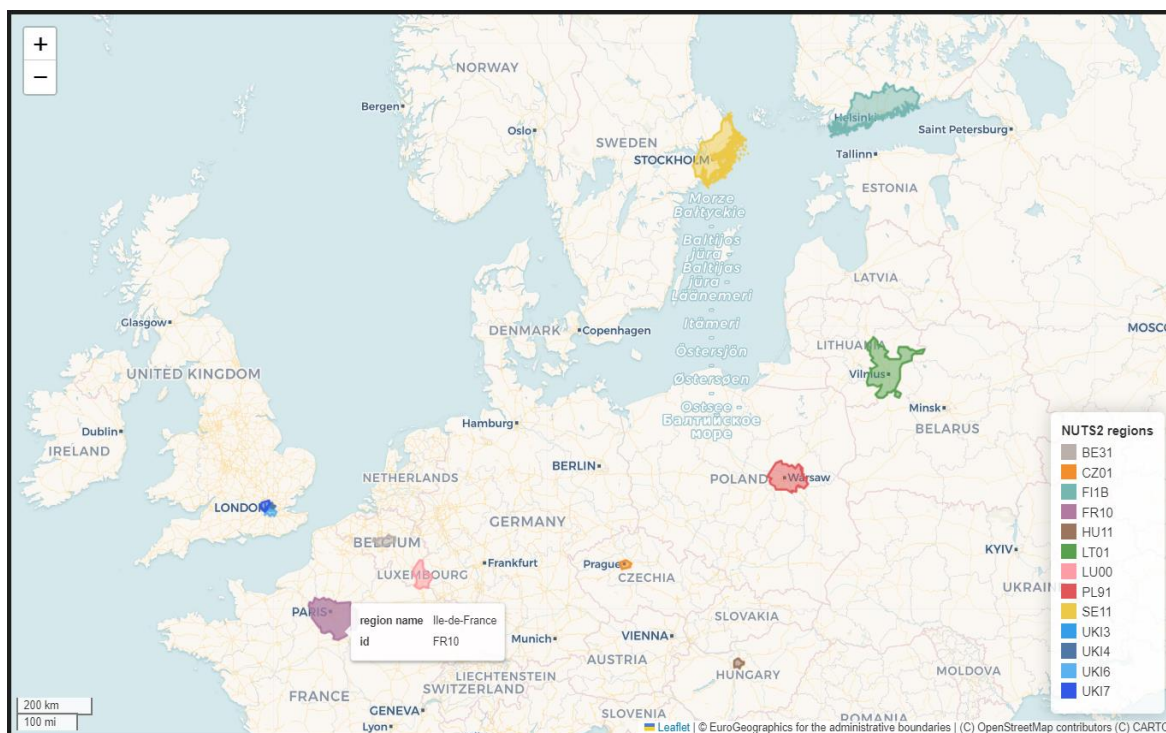 +
−
NORWAY
Bergen
Oslo
SWEDEN
STOCKHOLM
Helsinki
Saint Petersburg
Tallinn
ESTONIA
Morze
Bałtyckie
-
Baltijos
jūra -
Baltijas
jūra -
Läänemeri
-
Itämeri
-
Östersjön
-
Østersøen
-
Ostsee -
Балтийское
море
LATVIA
Glasgow
DENMARK
Copenhagen
MOSCO
LITHUANIA
Vilnius
UNITED KINGDOM
Minsk
Dublin
IRELAND
Hamburg
BELARUS
BERLIN
NETHERLANDS
POLAND
Warsaw
LONDON
GERMANY
BELGIUM
KYIV
LUXEMBOURG
Frankfurt
Prague
CZECHIA
UKRAIN
PARIS
region name Ile-de-France
id FR10
SLOVAKIA
Munich
VIENNA
AUSTRIA
HUNGARY
MOLDOVA
LIECHTENSTEIN
SWITZERLAND
FRANCE
GENEVA
Lyon
SLOVENIA
ROMANIA
NUTS2 regions
BE31
CZ01
FI1B
FR10
HU11
LT01
LU00
PL91
SE11
UKI3
UKI4
UKI6
UKI7
200 km
100 mi
Leaflet | © EuroGeographics for the administrative boundaries | (C) OpenStreetMap contributors (C) CARTO